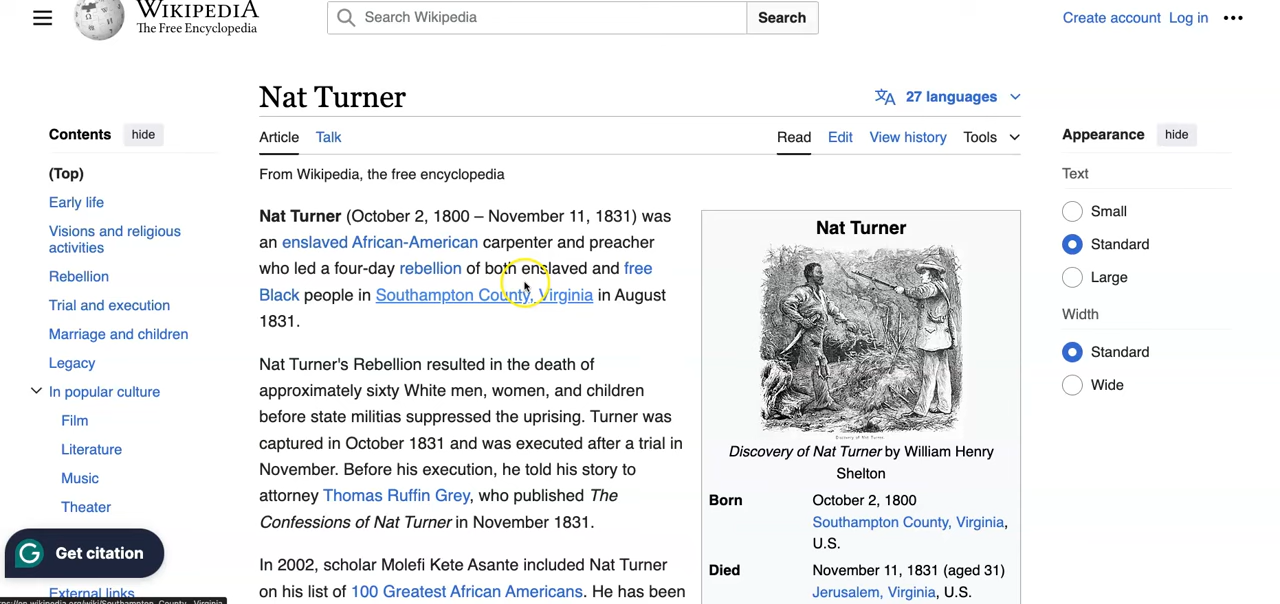 WIKIPEDIA
The Free Encyclopedia
Search Wikipedia
Search
Create account Log in
Nat Turner
27 languages
Article Talk
Read Edit View history Tools
From Wikipedia, the free encyclopedia
Contents hide
(Top)
Early life
Visions and religious
activities
Rebellion
Trial and execution
Marriage and children
Legacy
In popular culture
Film
Literature
Music
Theater
External links
Get citation
Nat Turner (October 2, 1800 – November 11, 1831) was
an enslaved African-American carpenter and preacher
who led a four-day rebellion of both enslaved and free
Black people in Southampton County, Virginia in August
1831.
Nat Turner's Rebellion resulted in the death of
approximately sixty White men, women, and children
before state militias suppressed the uprising. Turner was
captured in October 1831 and was executed after a trial in
November. Before his execution, he told his story to
attorney Thomas Ruffin Grey, who published The
Confessions of Nat Turner in November 1831.
In 2002, scholar Molefi Kete Asante included Nat Turner
on his list of 100 Greatest African Americans. He has been
Nat Turner
Discovery of Nat Turner
Discovery of Nat Turner by William Henry
Shelton
Born October 2, 1800
Southampton County, Virginia,
U.S.
Died November 11, 1831 (aged 31)
Jerusalem, Virginia, U.S.
Appearance hide
Text
Small
Standard
Large
Width
Standard
Wide